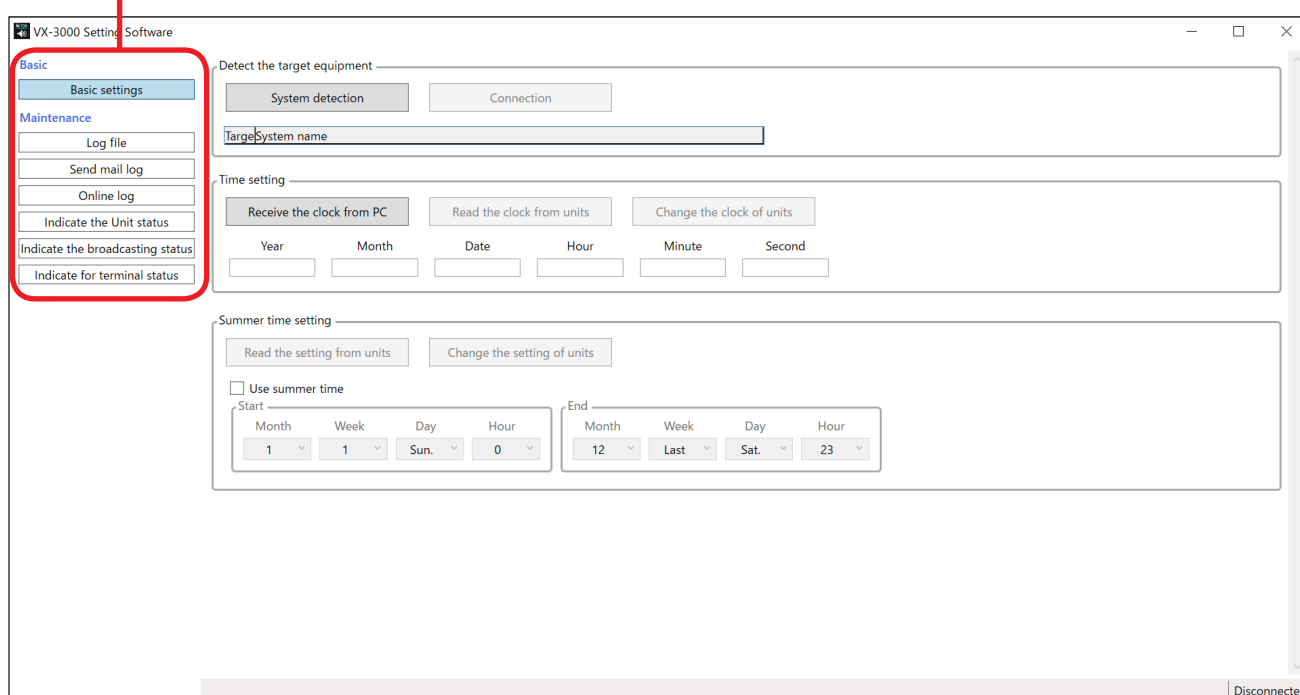 VX-3000 Setting Software
Basic
Basic settings
Maintenance
Log file
Send mail log
Online log
Indicate the Unit status
Indicate the broadcasting status
Indicate for terminal status
Detect the target equipment
System detection Connection
Targe System name
Time setting
Receive the clock from PC Read the clock from units Change the clock of units
Year Month Date Hour Minute Second
Summer time setting
Read the setting from units Change the setting of units
Use summer time
Start End
Month Week Day Hour Month Week Day Hour
1 1 Sun. 0 12 Last Sat. 23
Disconnecte